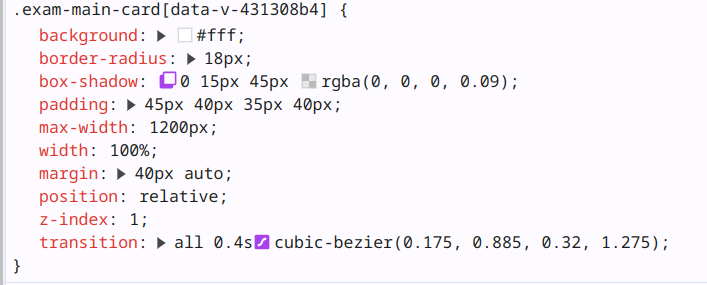 .exam-main-card[data-v-431308b4] {
background: #fff;
border-radius: 18px;
box-shadow: 0 15px 45px rgba(0, 0, 0, 0.09);
padding: 45px 40px 35px 40px;
max-width: 1200px;
width: 100%;
margin: 40px auto;
position: relative;
z-index: 1;
transition: all 0.4s cubic-bezier(0.175, 0.885, 0.32, 1.275);
}